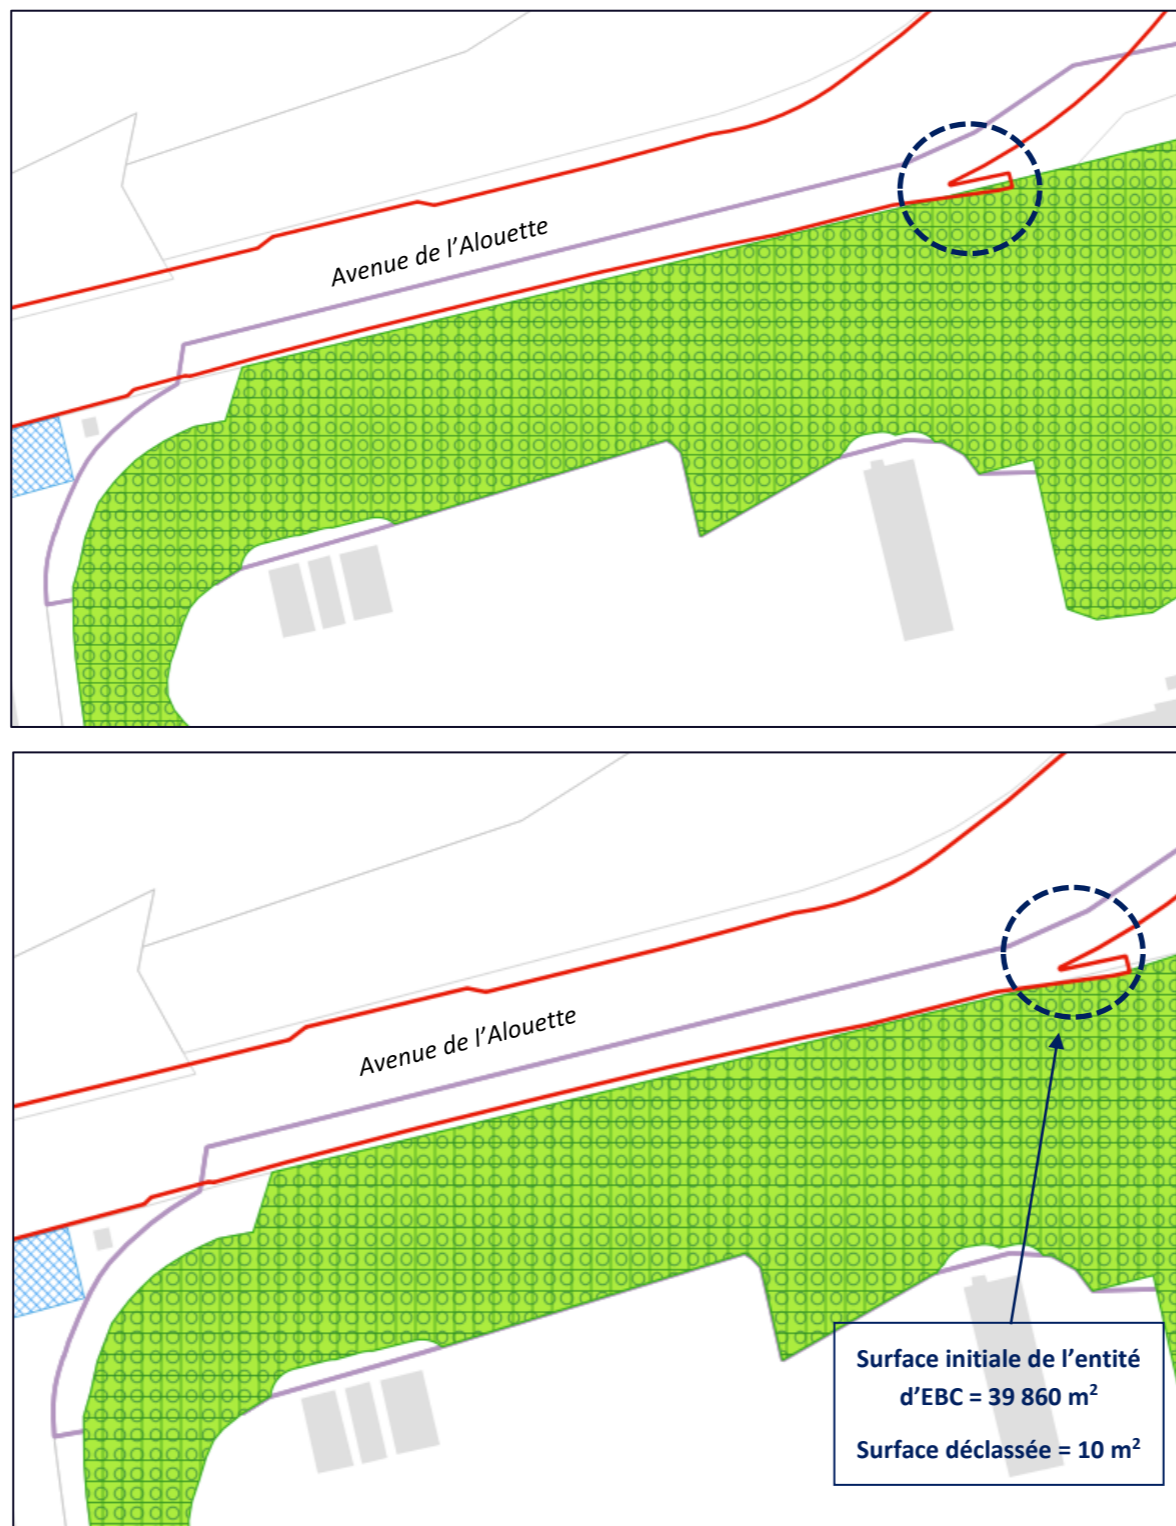 Avenue de l’Alouette
Avenue de l’Alouette
Surface initiale de l’entité
d’EBC = 39 860 m²
Surface déclassée = 10 m²